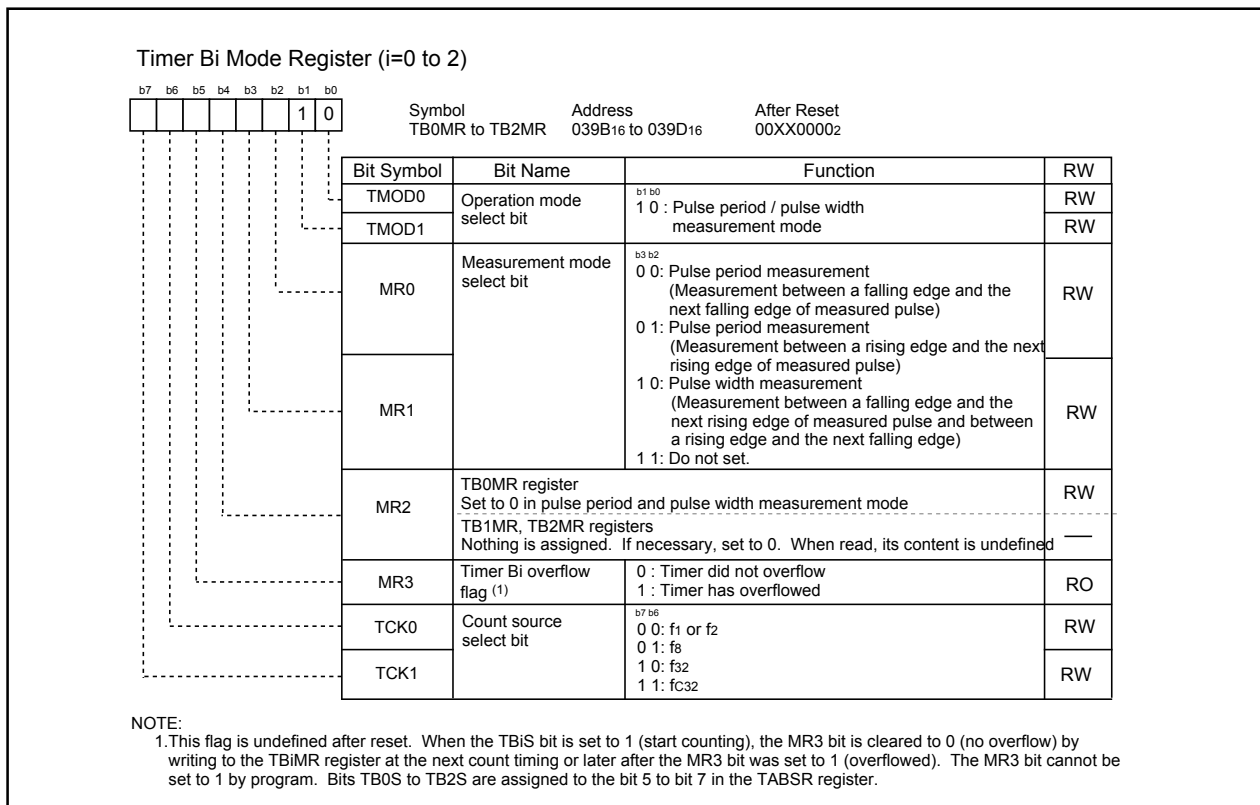 Timer Bi Mode Register (i=0 to 2)
b7 b6 b5 b4 b3 b2 b1 b0
1 0
Symbol Address After Reset
TB0MR to TB2MR 039B16 to 039D16 00XX00002
Bit Symbol Bit Name Function RW
TMOD0 Operation mode select bit b1 b0 RW
1 0 : Pulse period / pulse width
TMOD1 measurement mode RW
MR0 Measurement mode select bit b3 b2 RW
0 0: Pulse period measurement
(Measurement between a falling edge and the
next falling edge of measured pulse)
0 1: Pulse period measurement
(Measurement between a rising edge and the next
rising edge of measured pulse)
MR1 1 0: Pulse width measurement RW
(Measurement between a falling edge and the
next rising edge of measured pulse and between
a rising edge and the next falling edge)
1 1: Do not set.
MR2 TB0MR register RW
Set to 0 in pulse period and pulse width measurement mode
TB1MR, TB2MR registers
Nothing is assigned. If necessary, set to 0. When read, its content is undefined —
MR3 Timer Bi overflow flag (1) 0 : Timer did not overflow RO
1 : Timer has overflowed
TCK0 Count source select bit b7 b6 RW
0 0: f1 or f2
0 1: f8
TCK1 1 0: f32 RW
1 1: fC32
NOTE:
1.This flag is undefined after reset. When the TBiS bit is set to 1 (start counting), the MR3 bit is cleared to 0 (no overflow) by
writing to the TBiMR register at the next count timing or later after the MR3 bit was set to 1 (overflowed). The MR3 bit cannot be
set to 1 by program. Bits TB0S to TB2S are assigned to the bit 5 to bit 7 in the TABSR register.